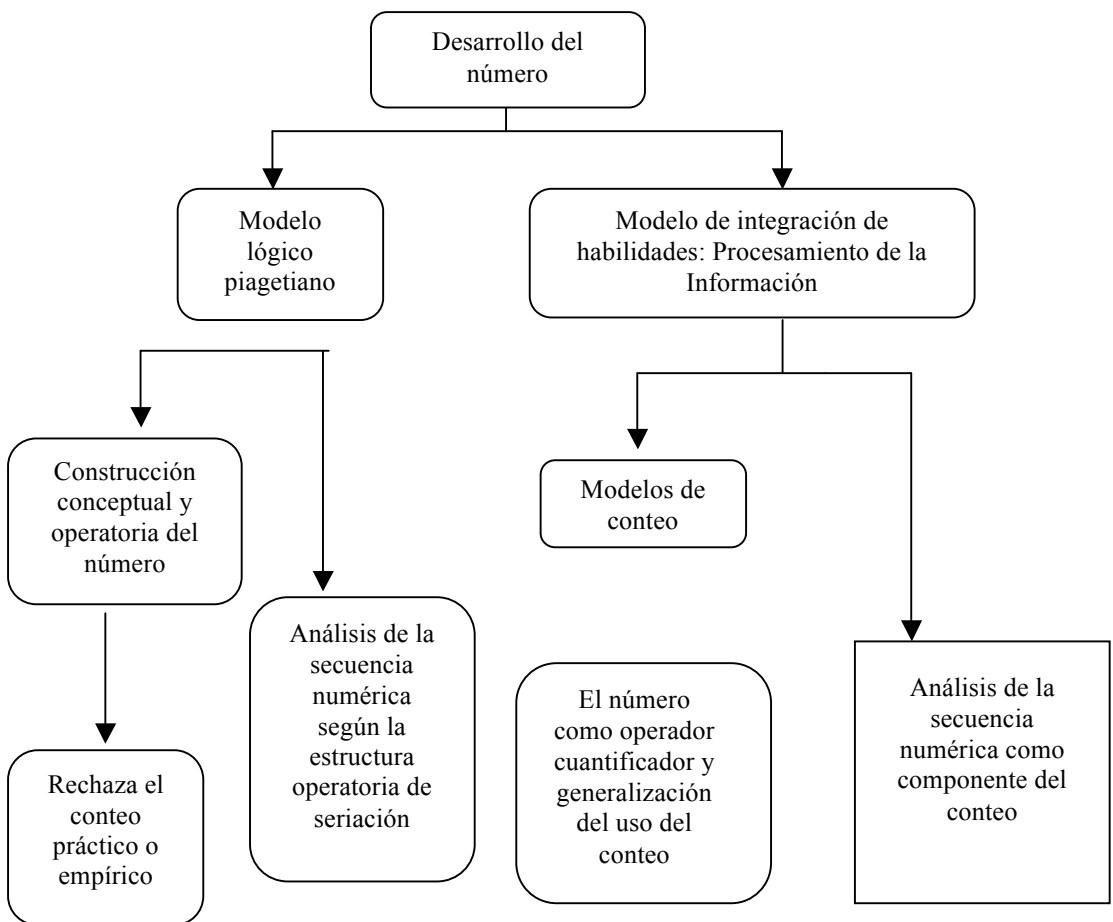 Desarrollo del
número
Modelo
lógico
piagetiano
Modelo de integración de
habilidades: Procesamiento de la
Información
Construcción
conceptual y
operatoria del
número
Modelos de
conteo
Análisis de la
secuencia
numérica
según la
estructura
operatoria de
seriación
El número
como operador
cuantificador y
generalización
del uso del
conteo
Análisis de la
secuencia
numérica como
componente del
conteo
Rechaza el
conteo
práctico o
empírico